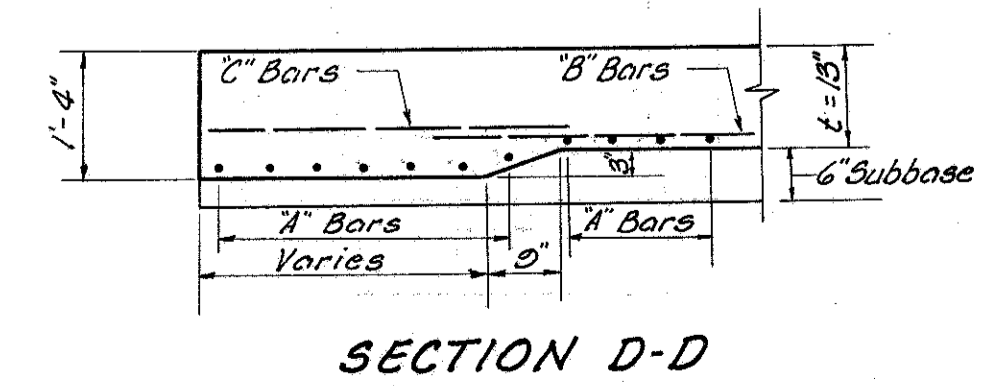 "C" Bars
"B" Bars
1'-4"
t = 13"
3"
6" Subbase
"A" Bars
"A" Bars
Varies
9"
SECTION D-D